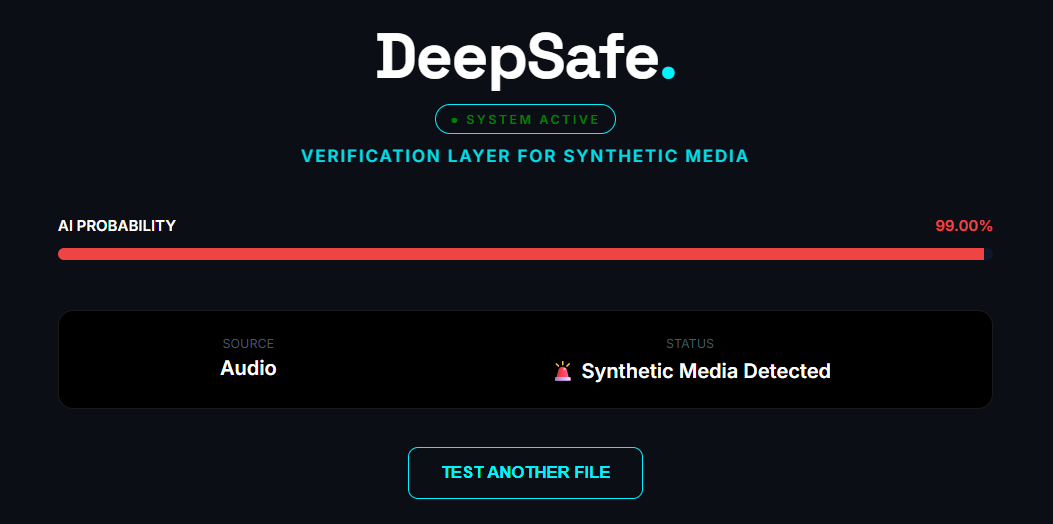 DeepSafe.
• SYSTEM ACTIVE
VERIFICATION LAYER FOR SYNTHETIC MEDIA
AI PROBABILITY 99.00%
SOURCE STATUS
Audio 🚨 Synthetic Media Detected
TEST ANOTHER FILE